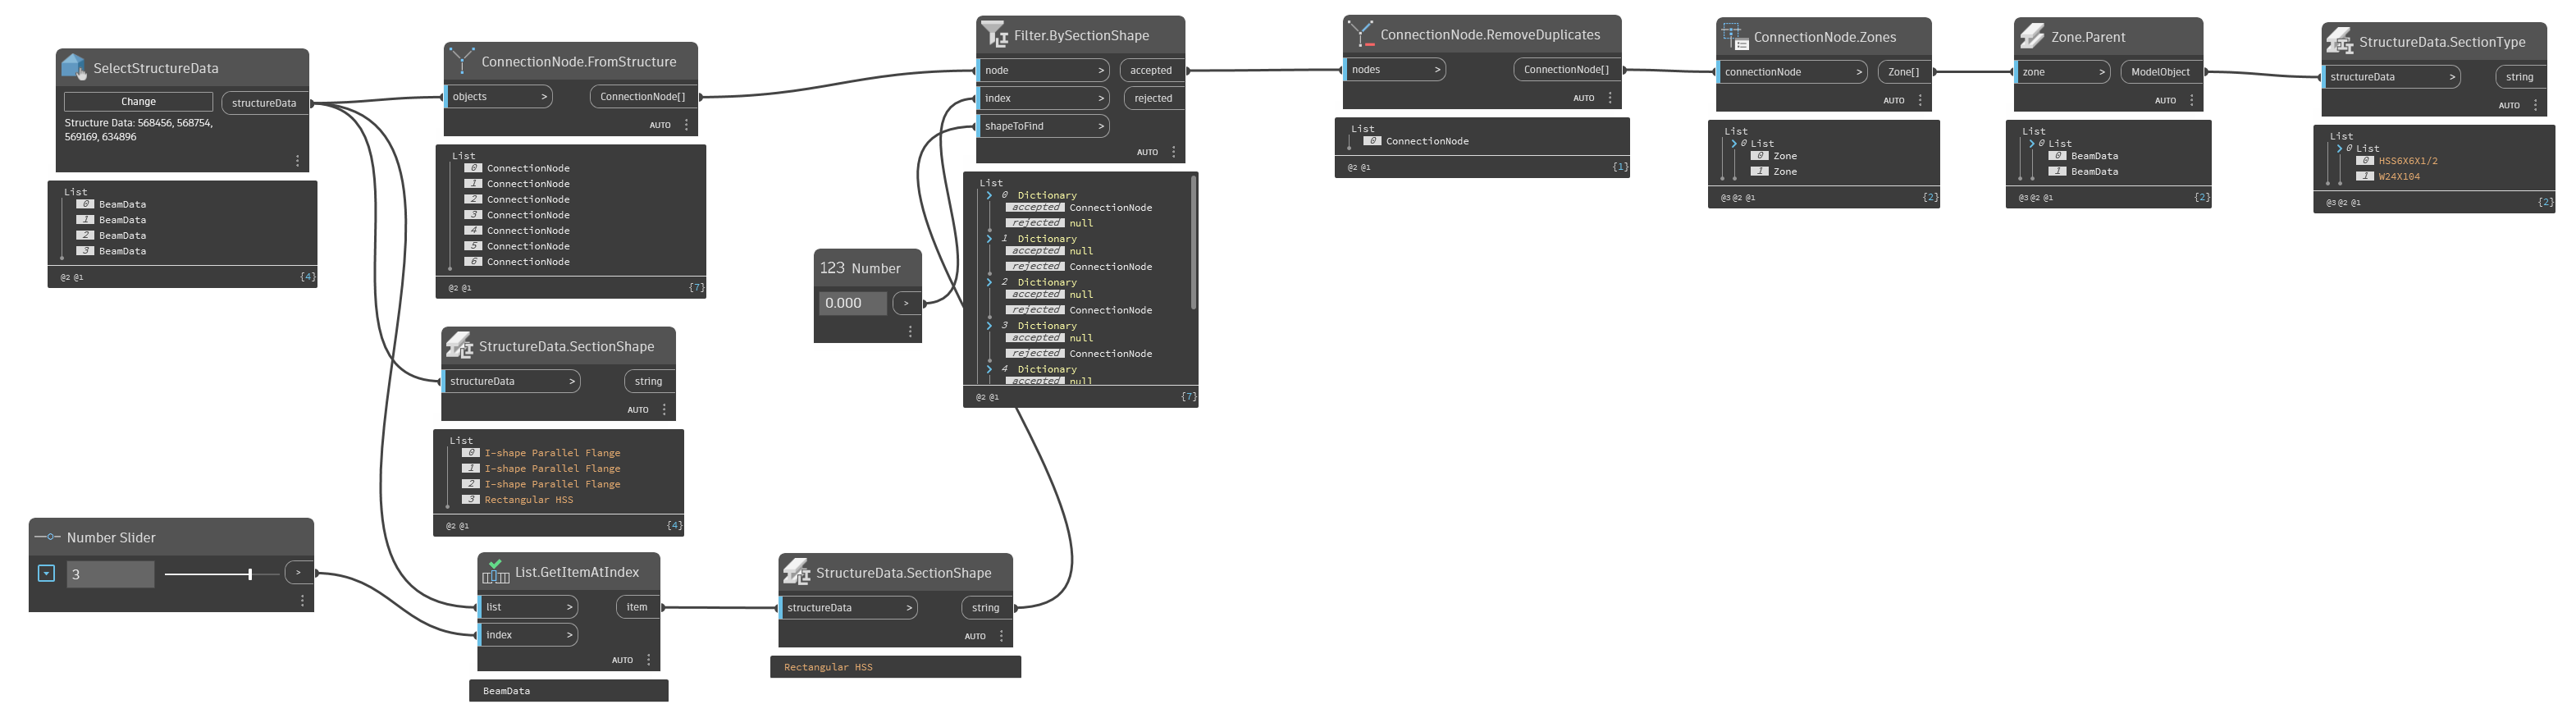 SelectStructureData
Change
structureData
Structure Data: 568456, 568754,
569169, 634896
List
0 BeamData
1 BeamData
2 BeamData
3 BeamData
@2 @1 {4}
ConnectionNode.FromStructure
objects > ConnectionNode[]
AUTO
List
0 ConnectionNode
1 ConnectionNode
2 ConnectionNode
3 ConnectionNode
4 ConnectionNode
5 ConnectionNode
6 ConnectionNode
@2 @1 {7}
StructureData.SectionShape
structureData > string
AUTO
List
0 I-shape Parallel Flange
1 I-shape Parallel Flange
2 I-shape Parallel Flange
3 Rectangular HSS
@2 @1 {4}
Number Slider
3 >
List.GetItemAtIndex
list > item
index >
AUTO
BeamData
StructureData.SectionShape
structureData > string
AUTO
Rectangular HSS
123 Number
0.000 >
Filter.BySectionShape
node > accepted
index > rejected
shapeToFind >
AUTO
List
0 Dictionary
accepted ConnectionNode
rejected null
1 Dictionary
accepted null
rejected ConnectionNode
2 Dictionary
accepted null
rejected ConnectionNode
3 Dictionary
accepted null
rejected ConnectionNode
4 Dictionary
accepted null
@2 @1 {7}
ConnectionNode.RemoveDuplicates
nodes > ConnectionNode[]
AUTO
List
0 ConnectionNode
@2 @1 {1}
ConnectionNode.Zones
connectionNode > Zone[]
AUTO
List
0 List
0 Zone
1 Zone
@3 @2 @1 {2}
Zone.Parent
zone > ModelObject
AUTO
List
0 List
0 BeamData
1 BeamData
@3 @2 @1 {2}
StructureData.SectionType
structureData > string
AUTO
List
0 List
0 HSS6X6X1/2
1 W24X104
@3 @2 @1 {2}